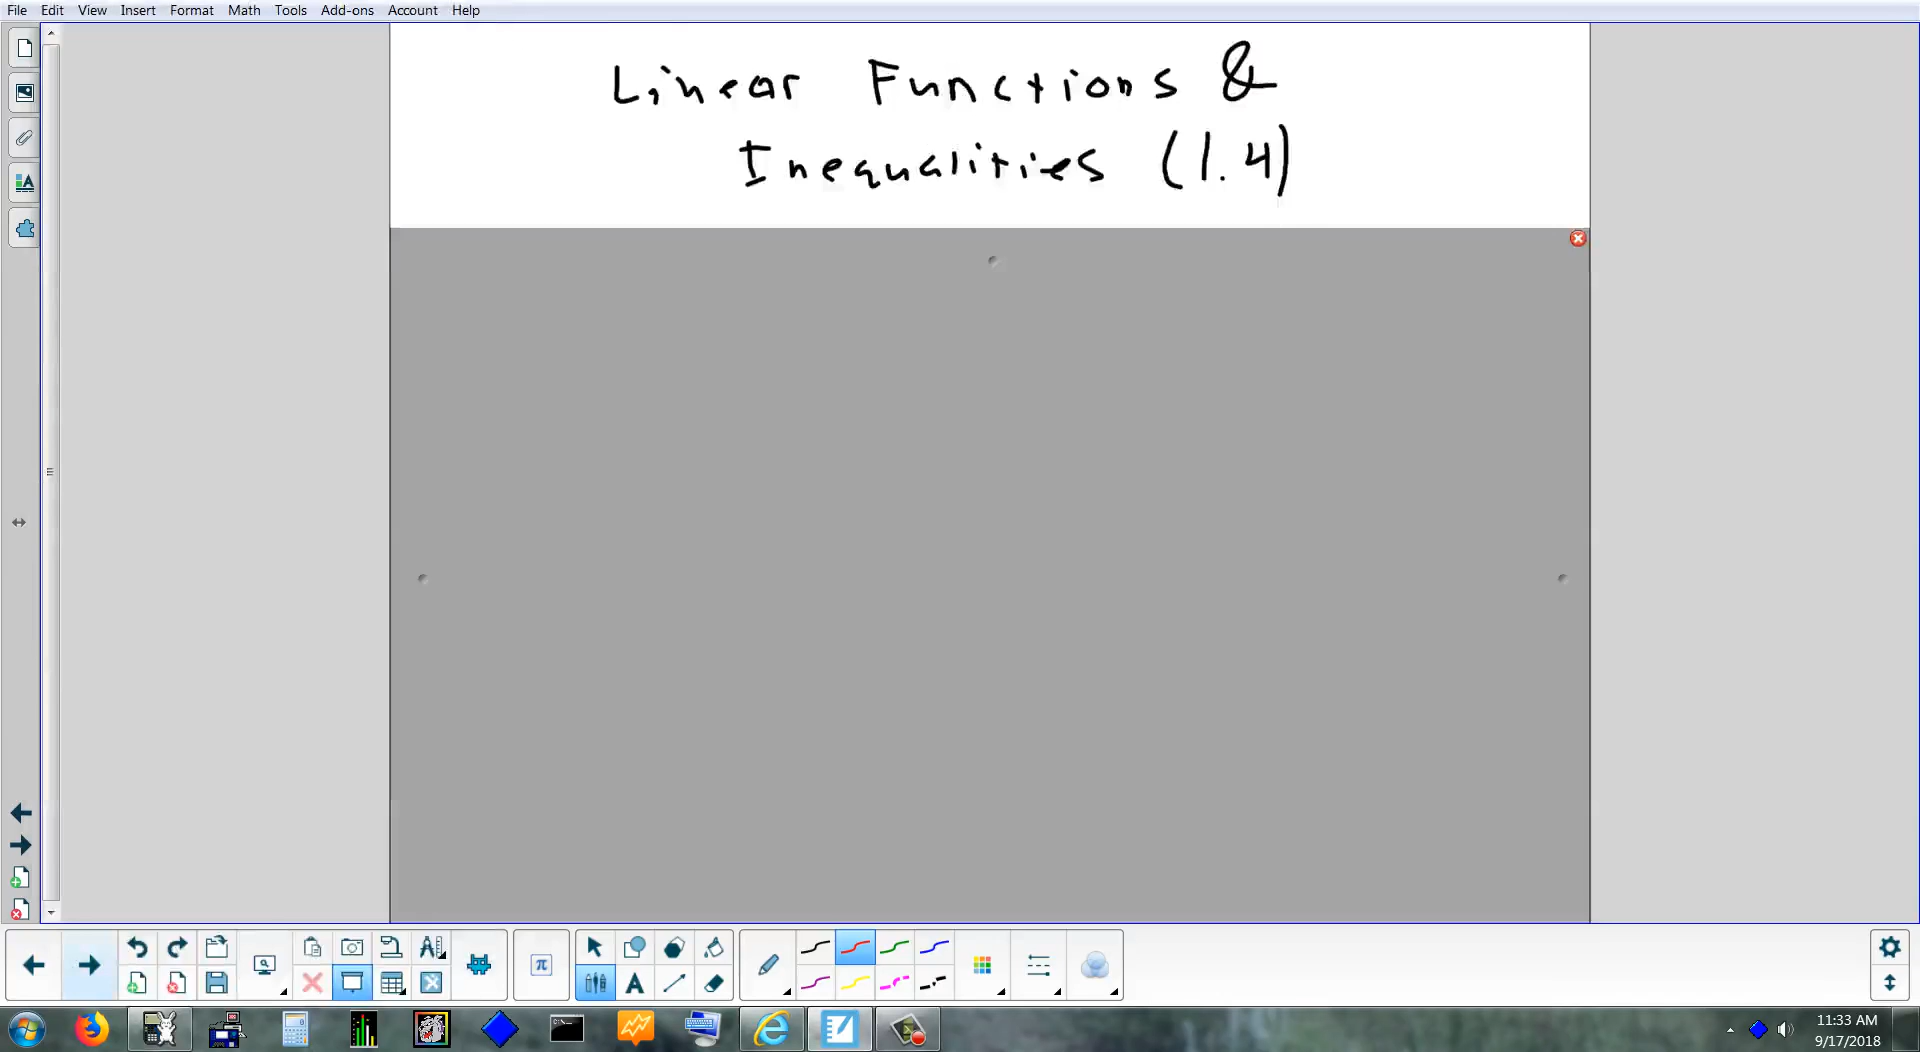 File Edit View Insert Format Math Tools Add-ons Account Help
Linear Functions &
Inequalities (1.4)
11:33 AM
9/17/2018